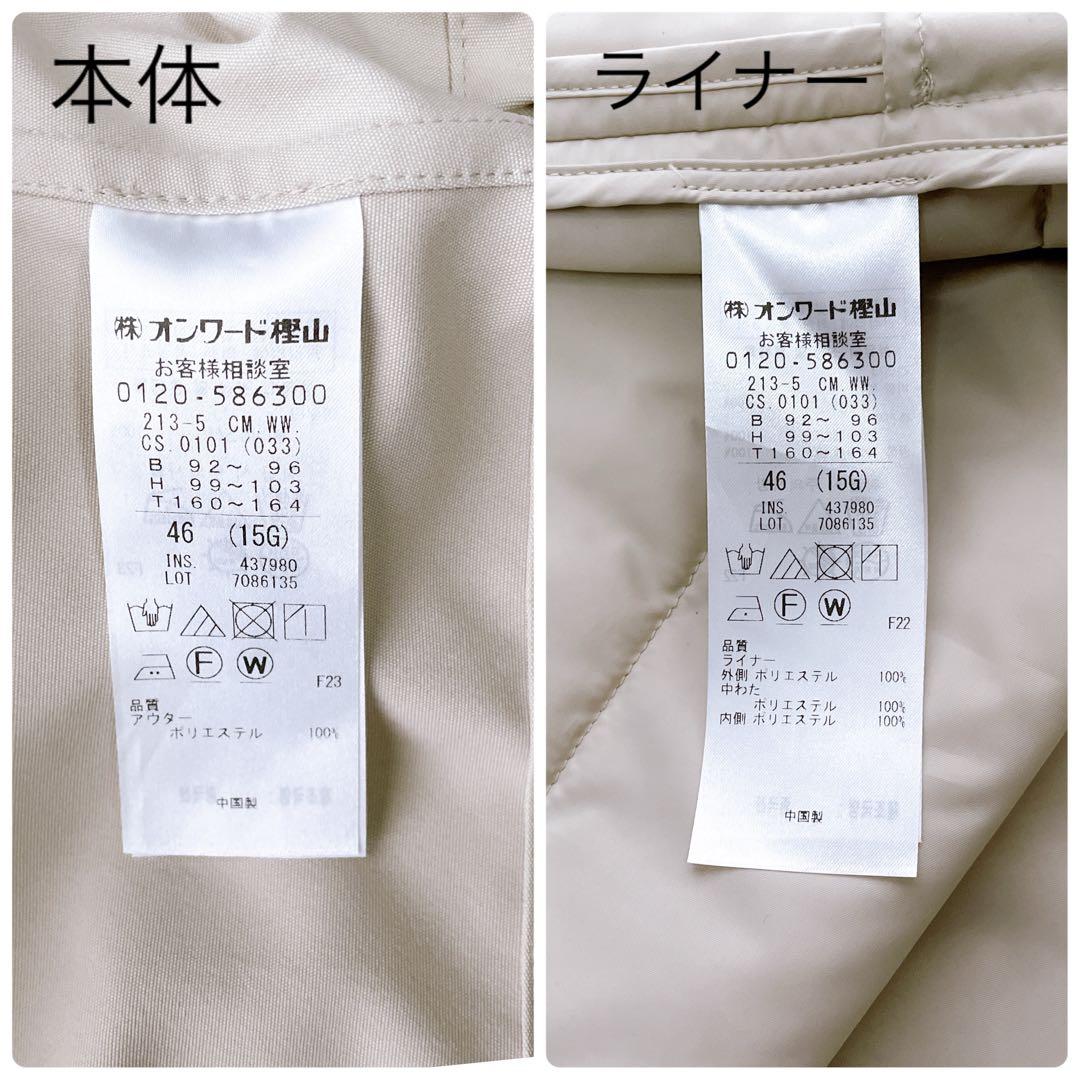 本体
㈱オンワード樫山
お客様相談室
0120-586300
213-5 CM.WW.
CS.0101 (033)
B 92～ 96
H 99～103
T160～164
46 (15G)
INS. 437980
LOT 7086135
F W
F23
品質
アウター
ポリエステル 100%
中国製
ライナー
㈱オンワード樫山
お客様相談室
0120-586300
213-5 CM.WW.
CS.0101 (033)
B 92～ 96
H 99～103
T160～164
46 (15G)
INS. 437980
LOT 7086135
F W
F22
品質
ライナー
外側 ポリエステル 100%
中わた
ポリエステル 100%
内側 ポリエステル 100%
中国製